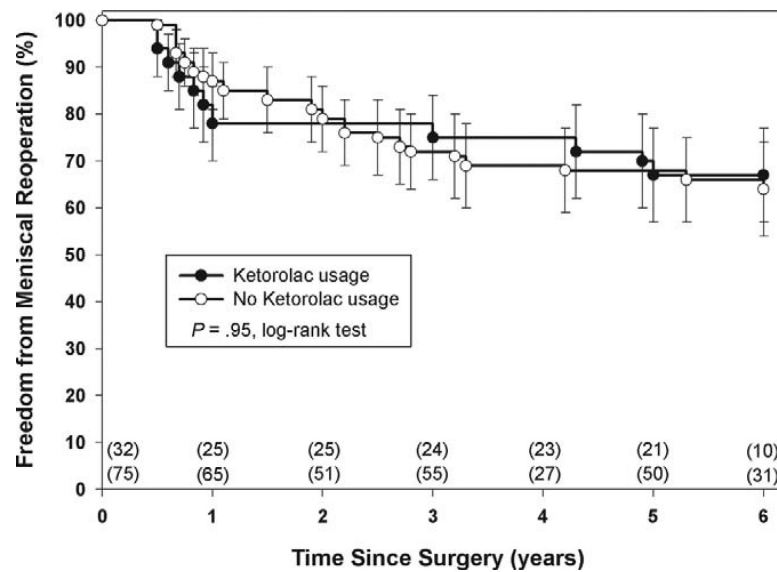 Freedom from Meniscal Reoperation (%)
100
90
80
70
60
50
40
30
20
10
0
Ketorolac usage
No Ketorolac usage
P = .95, log-rank test
(32) (25) (25) (24) (23) (21) (10)
(75) (65) (51) (55) (27) (50) (31)
0 1 2 3 4 5 6
Time Since Surgery (years)